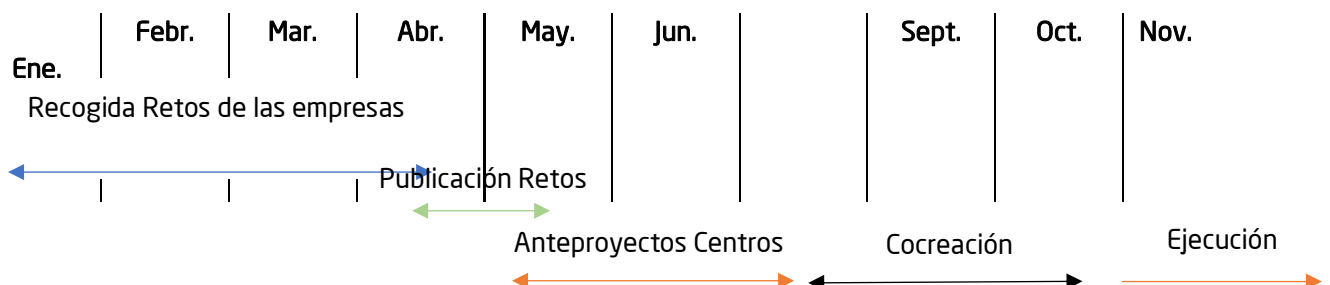 Febr. Mar. Abr. May. Jun. Sept. Oct. Nov.
Ene.
Recogida Retos de las empresas
Publicación Retos
Anteproyectos Centros Cocreación Ejecución